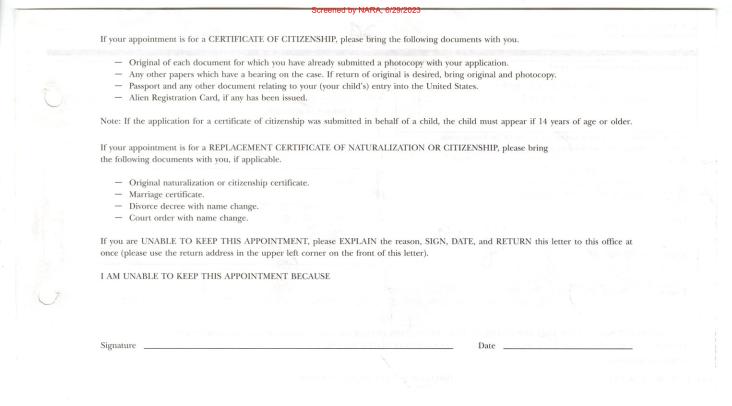 Screened by NARA, 6/29/2023
If your appointment is for a CERTIFICATE OF CITIZENSHIP, please bring the following documents with you.
— Original of each document for which you have already submitted a photocopy with your application.
— Any other papers which have a bearing on the case. If return of original is desired, bring original and photocopy.
— Passport and any other document relating to your (your child's) entry into the United States.
— Alien Registration Card, if any has been issued.
Note: If the application for a certificate of citizenship was submitted in behalf of a child, the child must appear if 14 years of age or older.
If your appointment is for a REPLACEMENT CERTIFICATE OF NATURALIZATION OR CITIZENSHIP, please bring
the following documents with you, if applicable.
— Original naturalization or citizenship certificate.
— Marriage certificate.
— Divorce decree with name change.
— Court order with name change.
If you are UNABLE TO KEEP THIS APPOINTMENT, please EXPLAIN the reason, SIGN, DATE, and RETURN this letter to this office at
once (please use the return address in the upper left corner on the front of this letter).
I AM UNABLE TO KEEP THIS APPOINTMENT BECAUSE
Signature Date